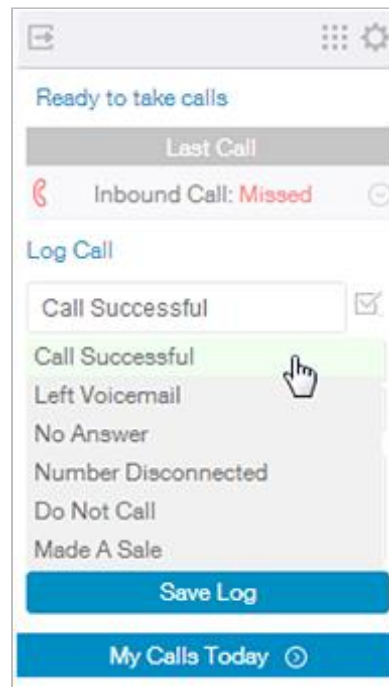 Ready to take calls
Last Call
Inbound Call: Missed
Log Call
Call Successful
Call Successful
Left Voicemail
No Answer
Number Disconnected
Do Not Call
Made A Sale
Save Log
My Calls Today